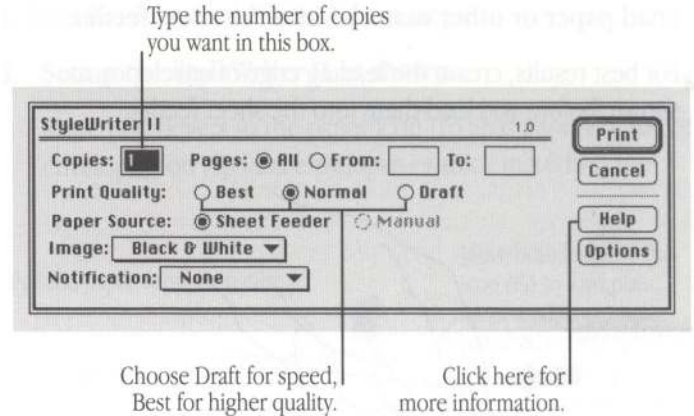 Type the number of copies
you want in this box.
StyleWriter II 1.0 Print
Copies: 1 Pages: All From: To: Cancel
Print Quality: Best Normal Draft
Paper Source: Sheet Feeder Manual Help
Image: Black & White Options
Notification: None
Choose Draft for speed,
Best for higher quality.
Click here for
more information.